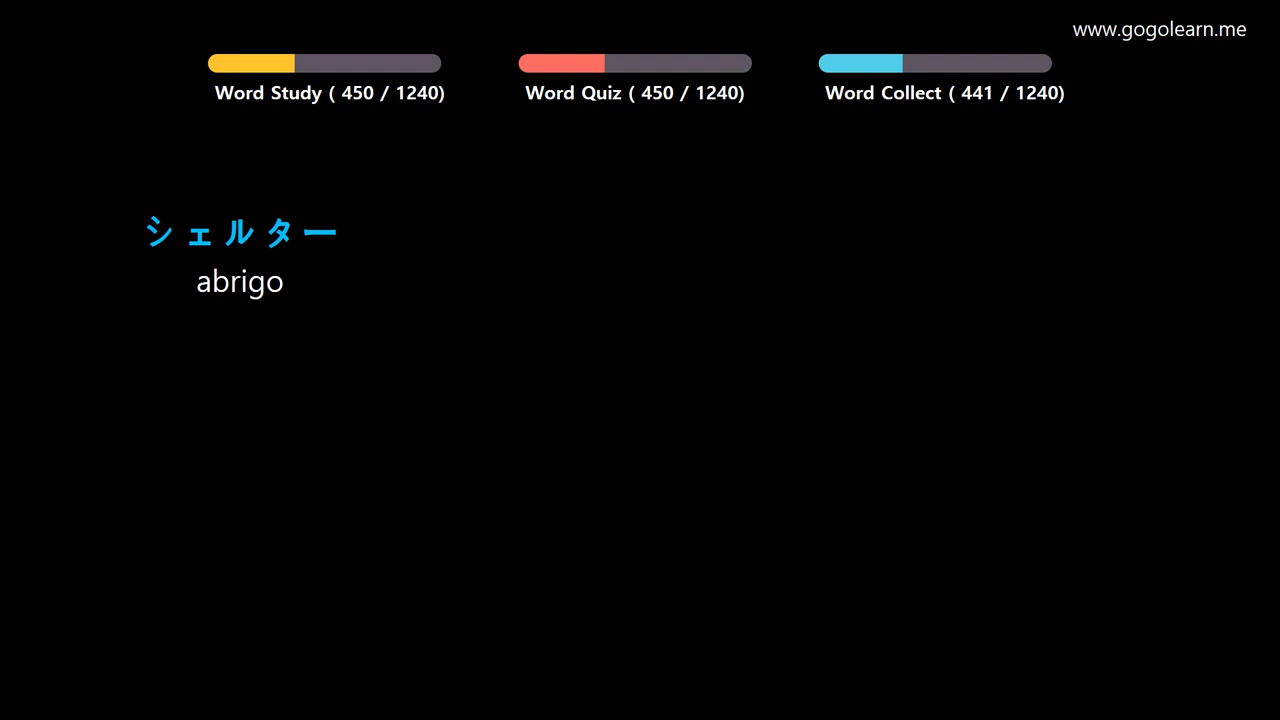 www.gogolearn.me
Word Study ( 450 / 1240)
Word Quiz ( 450 / 1240)
Word Collect ( 441 / 1240)
シェルター
abrigo